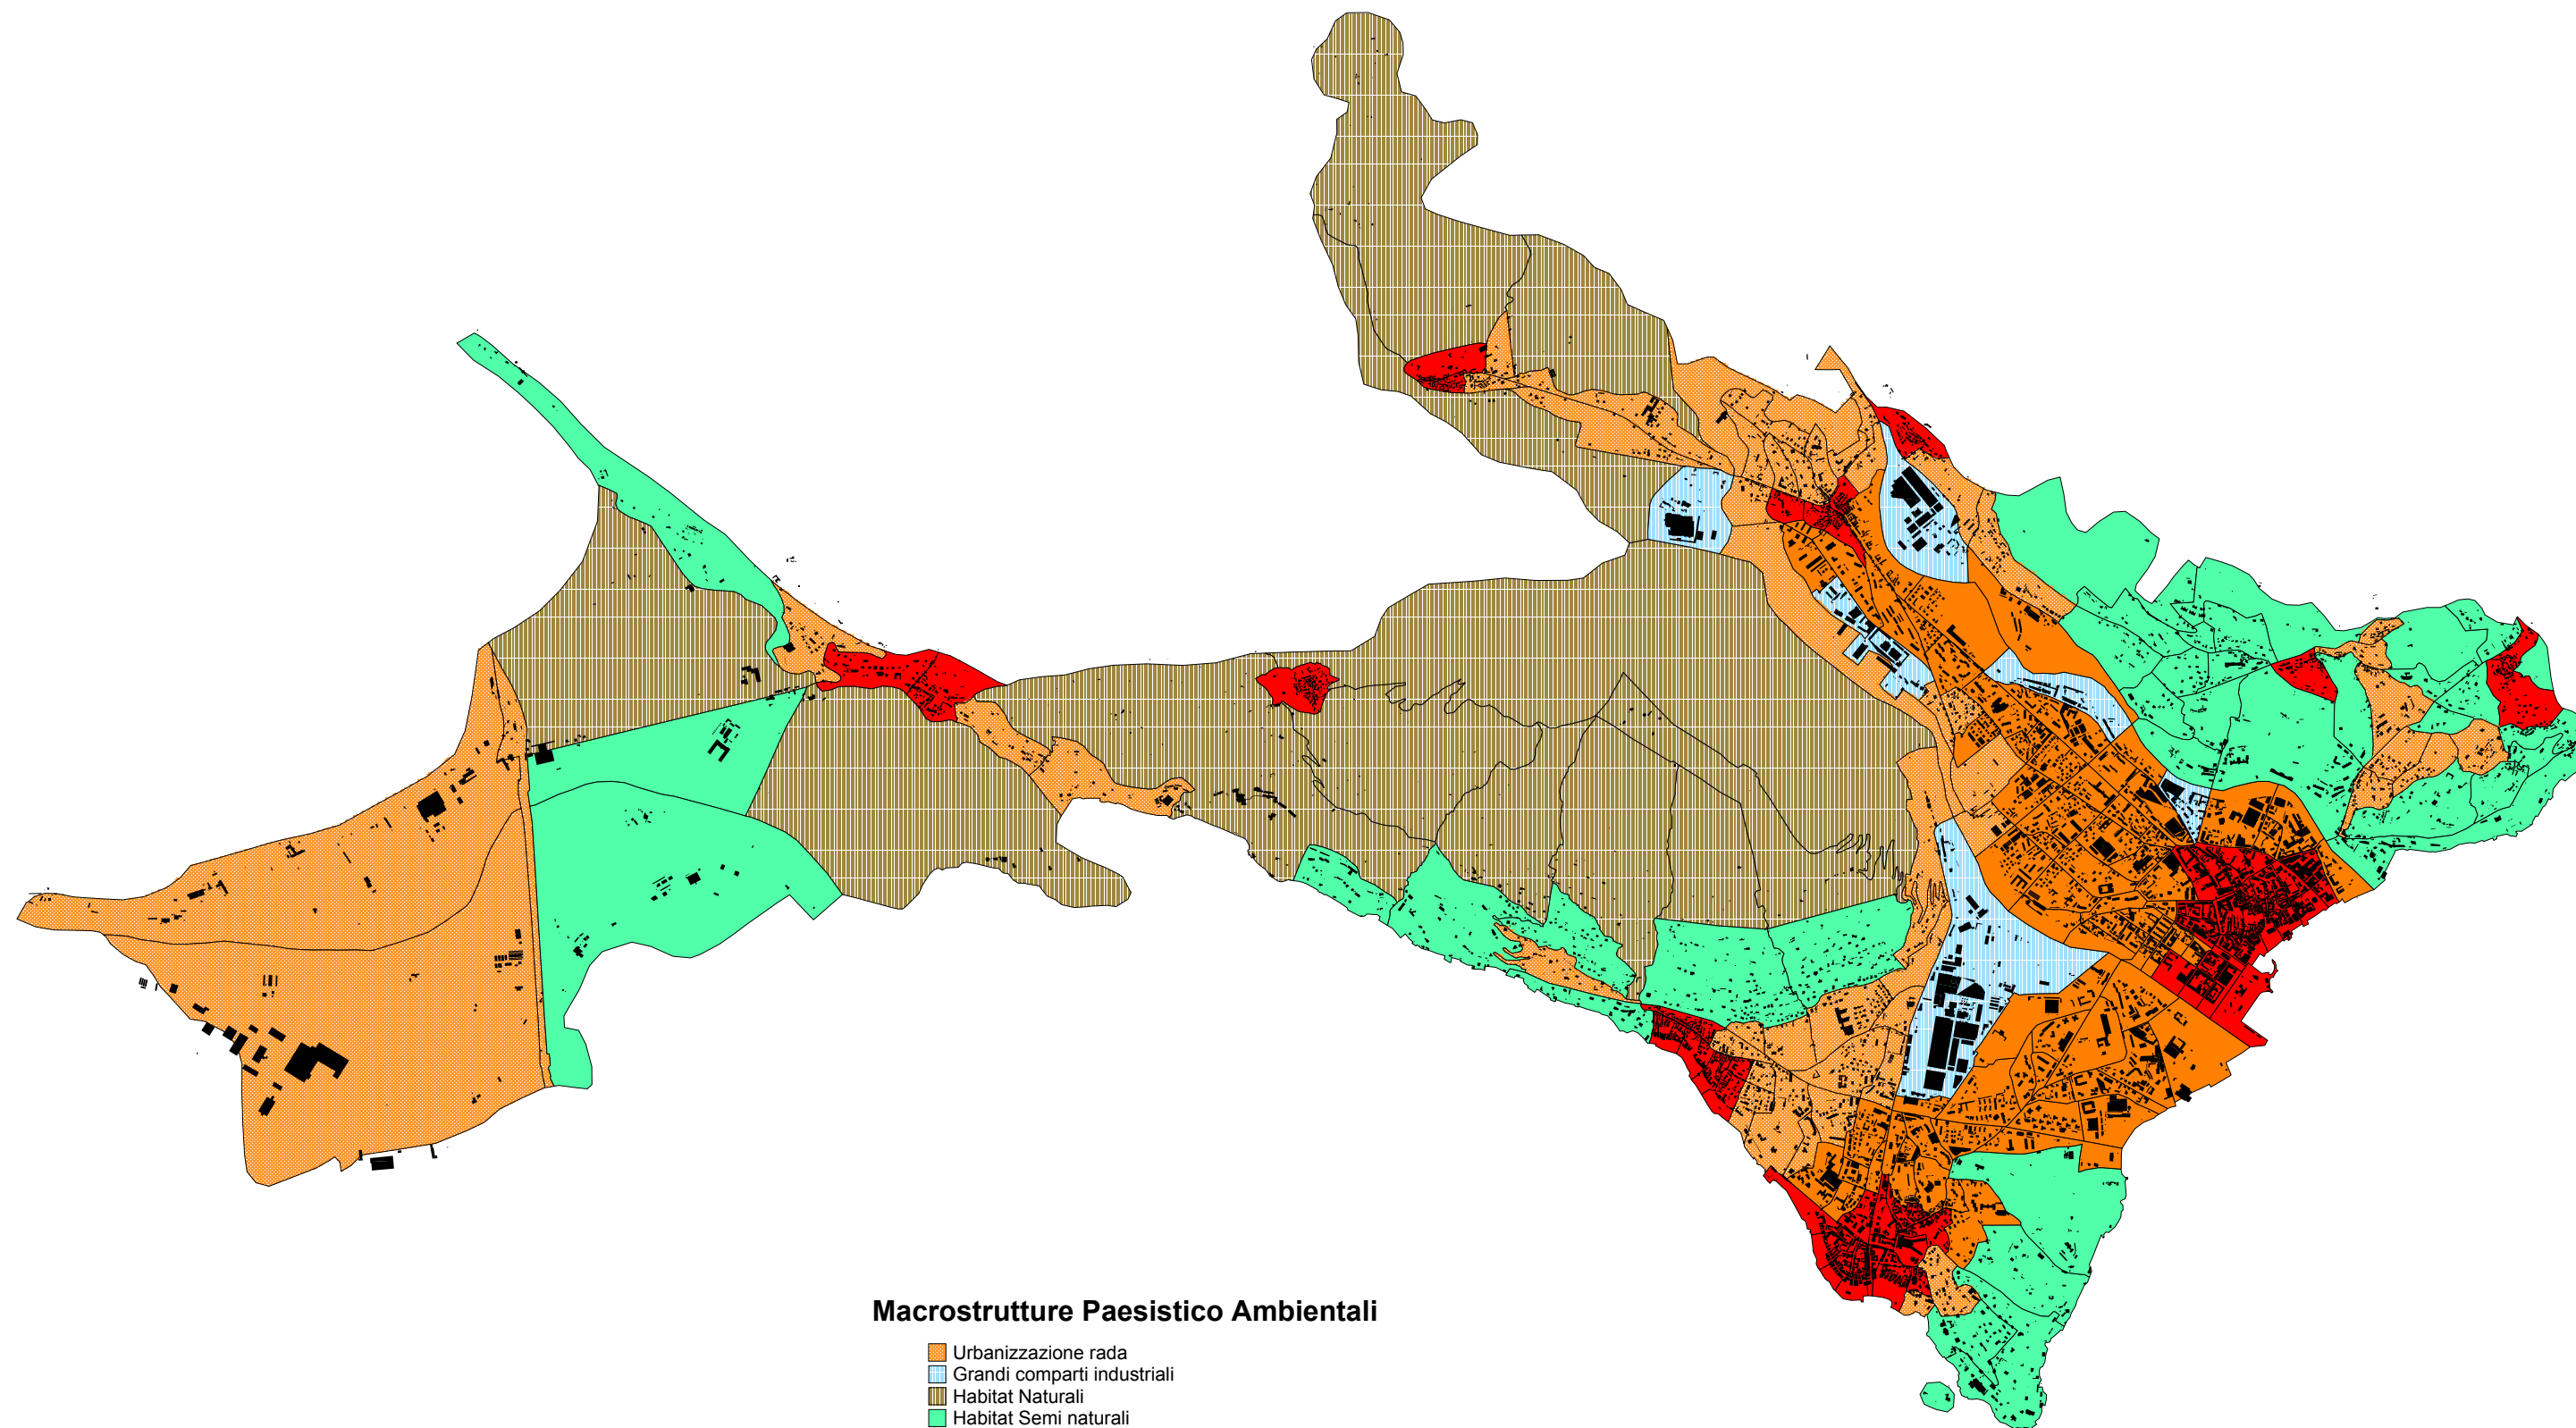 Macrostrutture Paesistico Ambientali
Urbanizzazione rada
Grandi comparti industriali
Habitat Naturali
Habitat Semi naturali